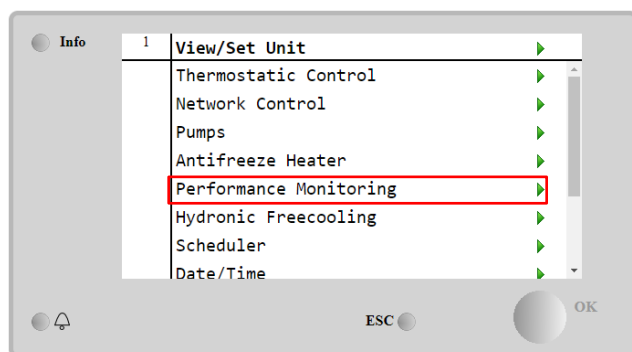 Info
1 View/Set Unit
Thermostatic Control
Network Control
Pumps
Antifreeze Heater
Performance Monitoring
Hydronic Freecooling
Scheduler
Date/Time
ESC
OK